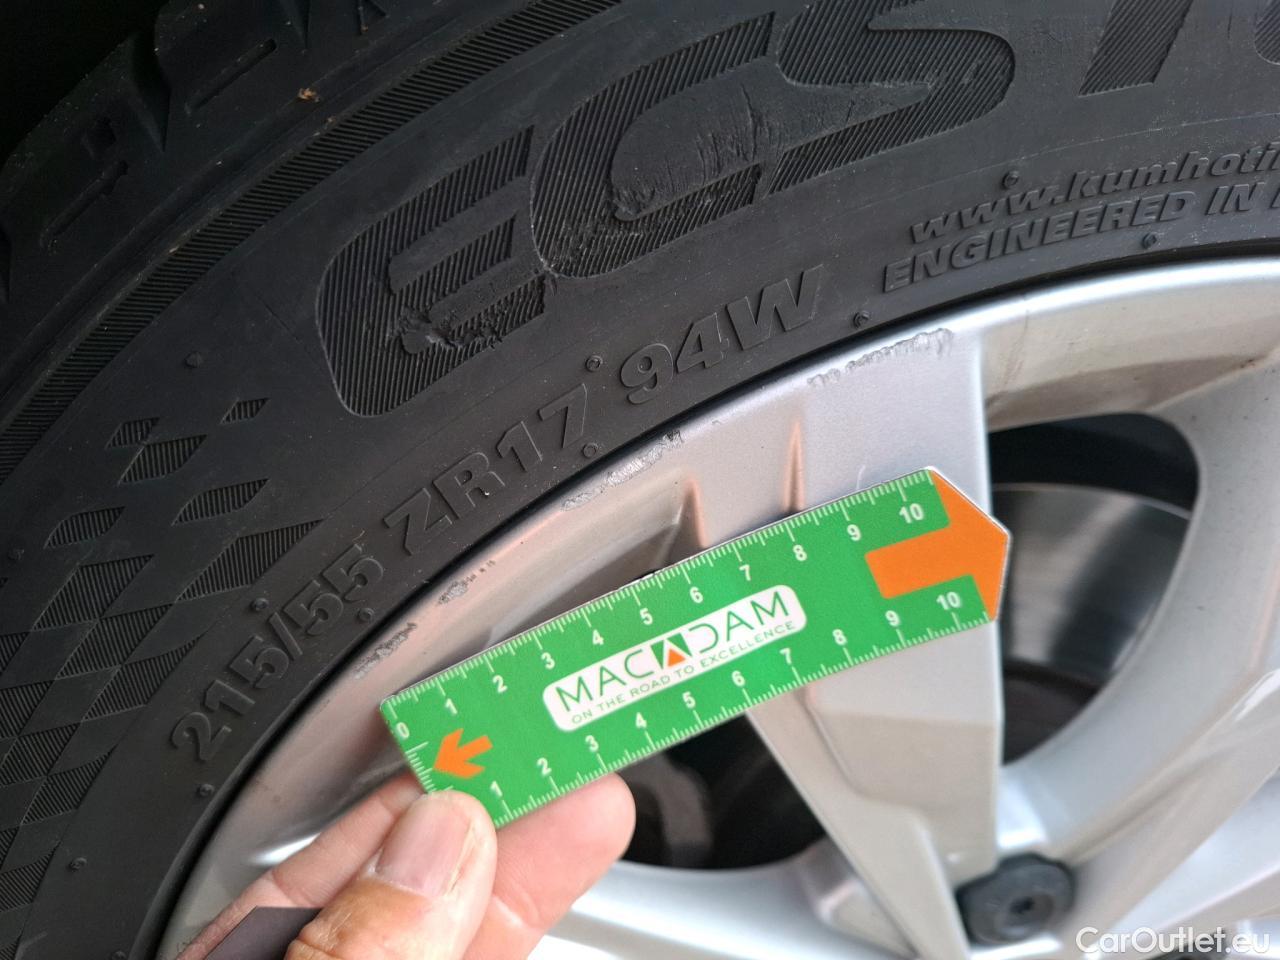 ECST
www.kumhoti
ENGINEERED IN
215/55 ZR17 94W
0 1 2 3 4 5 6 7 8 9 10
MACADAM
ON THE ROAD TO EXCELLENCE
1 2 3 4 5 6 7 8 9 10
CarOutlet.eu